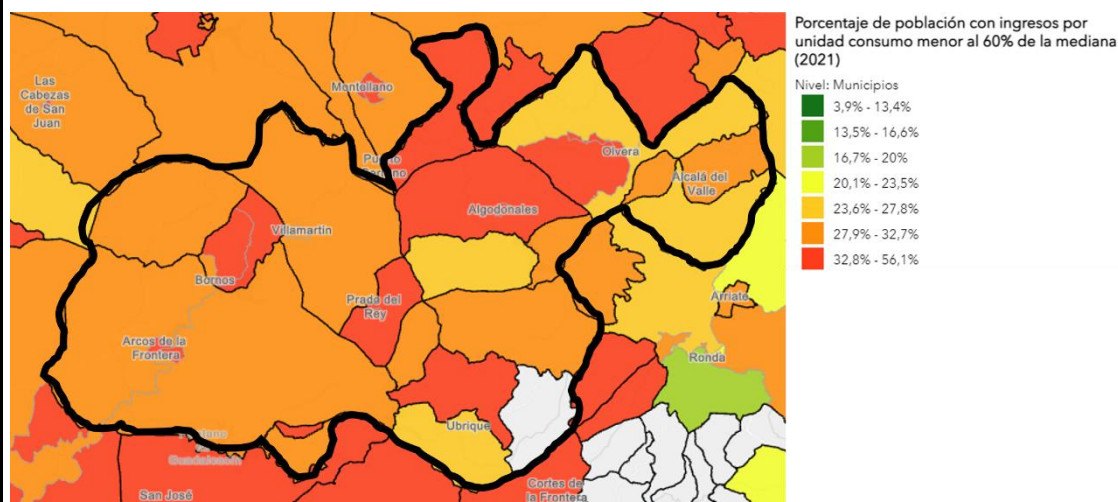 Porcentaje de población con ingresos por
unidad consumo menor al 60% de la mediana
(2021)
Nivel: Municipios
3,9% - 13,4%
13,5% - 16,6%
16,7% - 20%
20,1% - 23,5%
23,6% - 27,8%
27,9% - 32,7%
32,8% - 56,1%
Las
Cabezas
de San
Juan
Montellano
Olvera
Alcalá del
Valle
Algodonales
Villamartín
Bornos
Prado del
Rey
Arriate
Arcos de la
Frontera
Ronda
Ubrique
San José
Cortes de
la Frontera